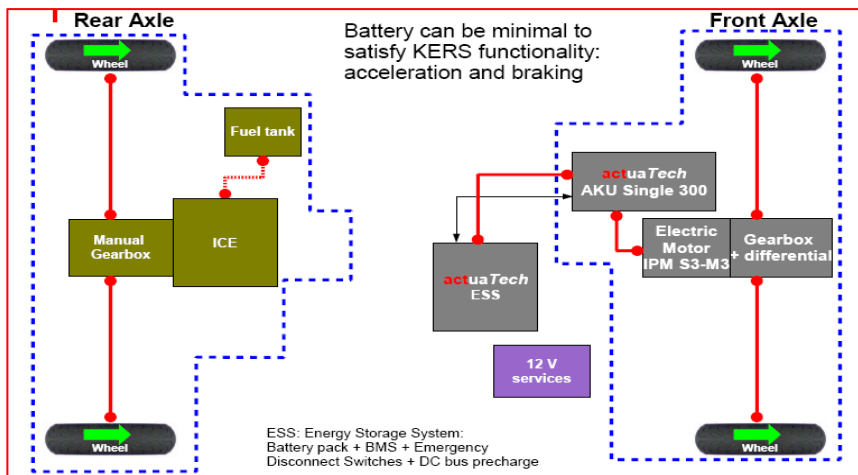 Rear Axle
Battery can be minimal to
satisfy KERS functionality:
acceleration and braking
Front Axle
Wheel
Wheel
Fuel tank
actuaTech
AKU Single 300
Manual
Gearbox
ICE
Electric
Motor
IPM S3-M3
Gearbox
+ differential
actuaTech
ESS
12 V
services
ESS: Energy Storage System:
Battery pack + BMS + Emergency
Disconnect Switches + DC bus precharge
Wheel
Wheel